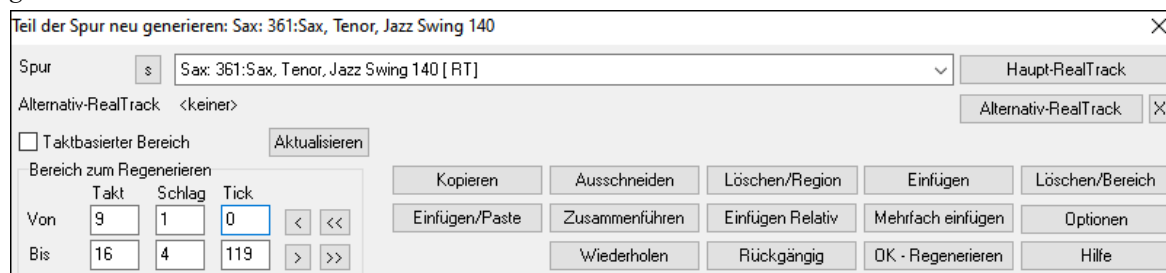 Teil der Spur neu generieren: Sax: 361:Sax, Tenor, Jazz Swing 140
Spur s Sax: 361:Sax, Tenor, Jazz Swing 140 [ RT] Haupt-RealTrack
Alternativ-RealTrack <keiner> Alternativ-RealTrack X
Taktbasierter Bereich Aktualisieren
Bereich zum Regenerieren
Kopieren Ausschneiden Löschen/Region Einfügen Löschen/Bereich
Takt Schlag Tick
Von 9 1 0 < << Einfügen/Paste Zusammenführen Einfügen Relativ Mehrfach einfügen Optionen
Bis 16 4 119 > >> Wiederholen Rückgängig OK - Regenerieren Hilfe